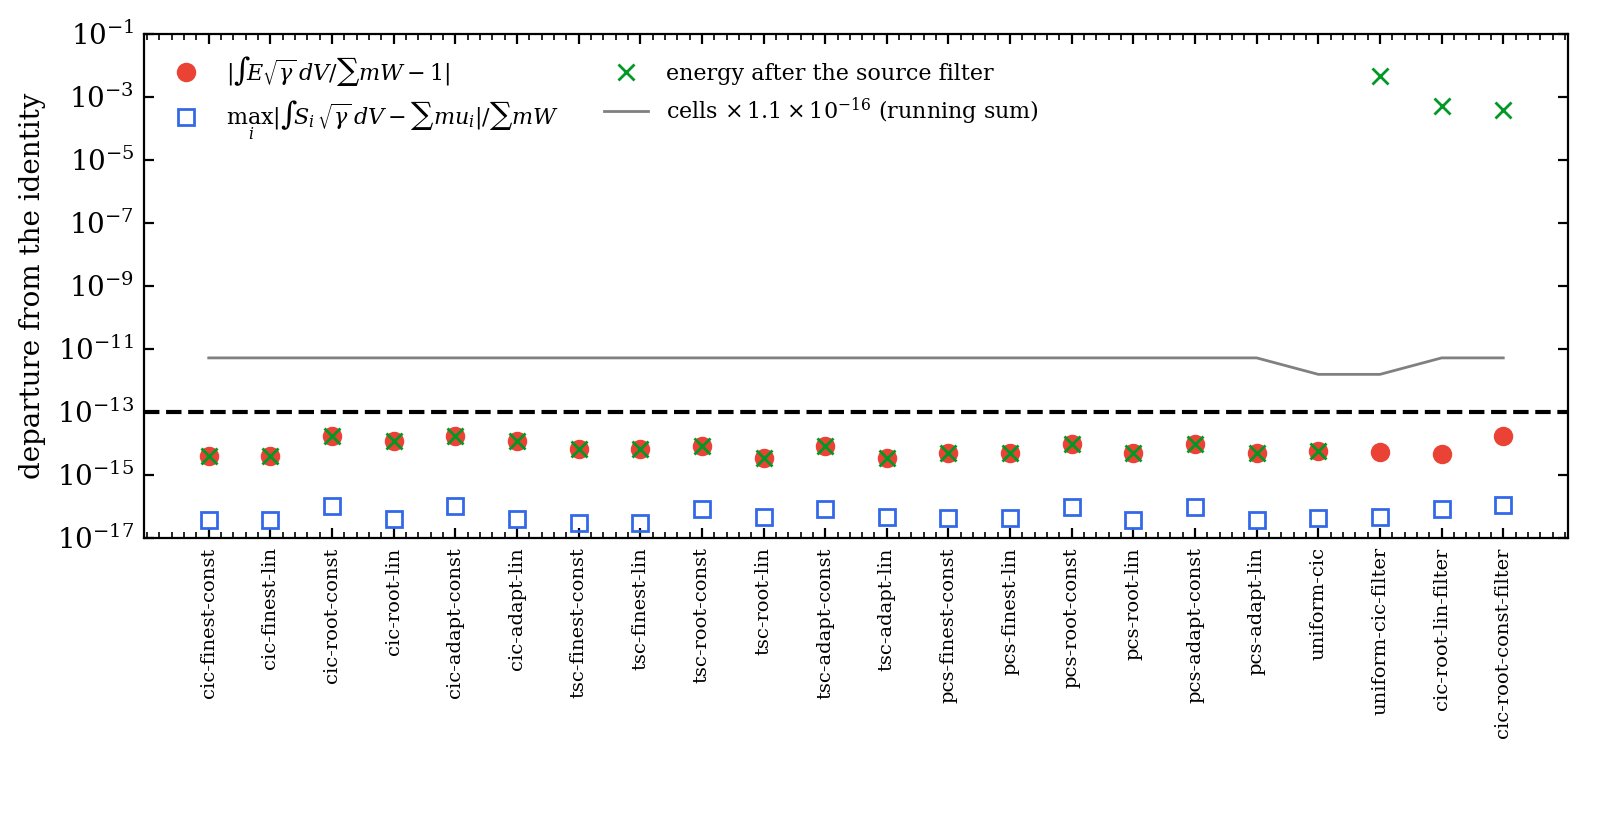 departure from the identity
10⁻¹
10⁻³
10⁻⁵
10⁻⁷
10⁻⁹
10⁻¹¹
10⁻¹³
10⁻¹⁵
10⁻¹⁷
|∫E√γ dV/∑mW − 1|
max_i |∫S_i √γ dV − ∑mu_i|/∑mW
energy after the source filter
cells × 1.1 × 10⁻¹⁶ (running sum)
cic-finest-const
cic-finest-lin
cic-root-const
cic-root-lin
cic-adapt-const
cic-adapt-lin
tsc-finest-const
tsc-finest-lin
tsc-root-const
tsc-root-lin
tsc-adapt-const
tsc-adapt-lin
pcs-finest-const
pcs-finest-lin
pcs-root-const
pcs-root-lin
pcs-adapt-const
pcs-adapt-lin
uniform-cic
uniform-cic-filter
cic-root-lin-filter
cic-root-const-filter